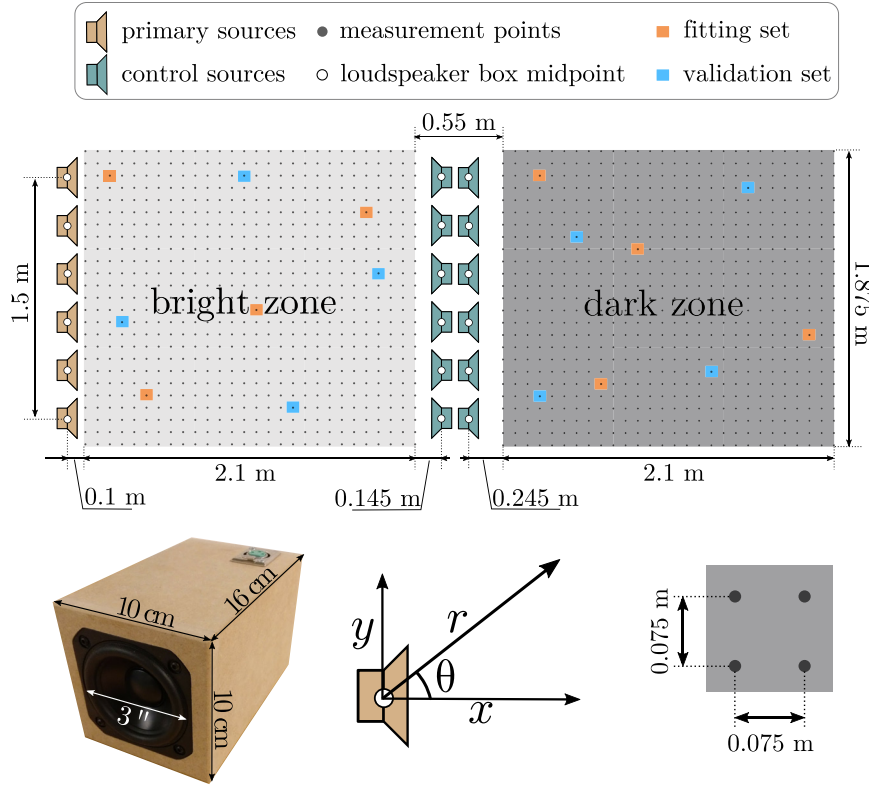 primary sources
measurement points
fitting set
control sources
loudspeaker box midpoint
validation set
0.55 m
1.5 m
bright zone
dark zone
1.875 m
2.1 m
2.1 m
0.1 m
0.145 m
0.245 m
10 cm
16 cm
10 cm
3 "
y
r
θ
x
0.075 m
0.075 m